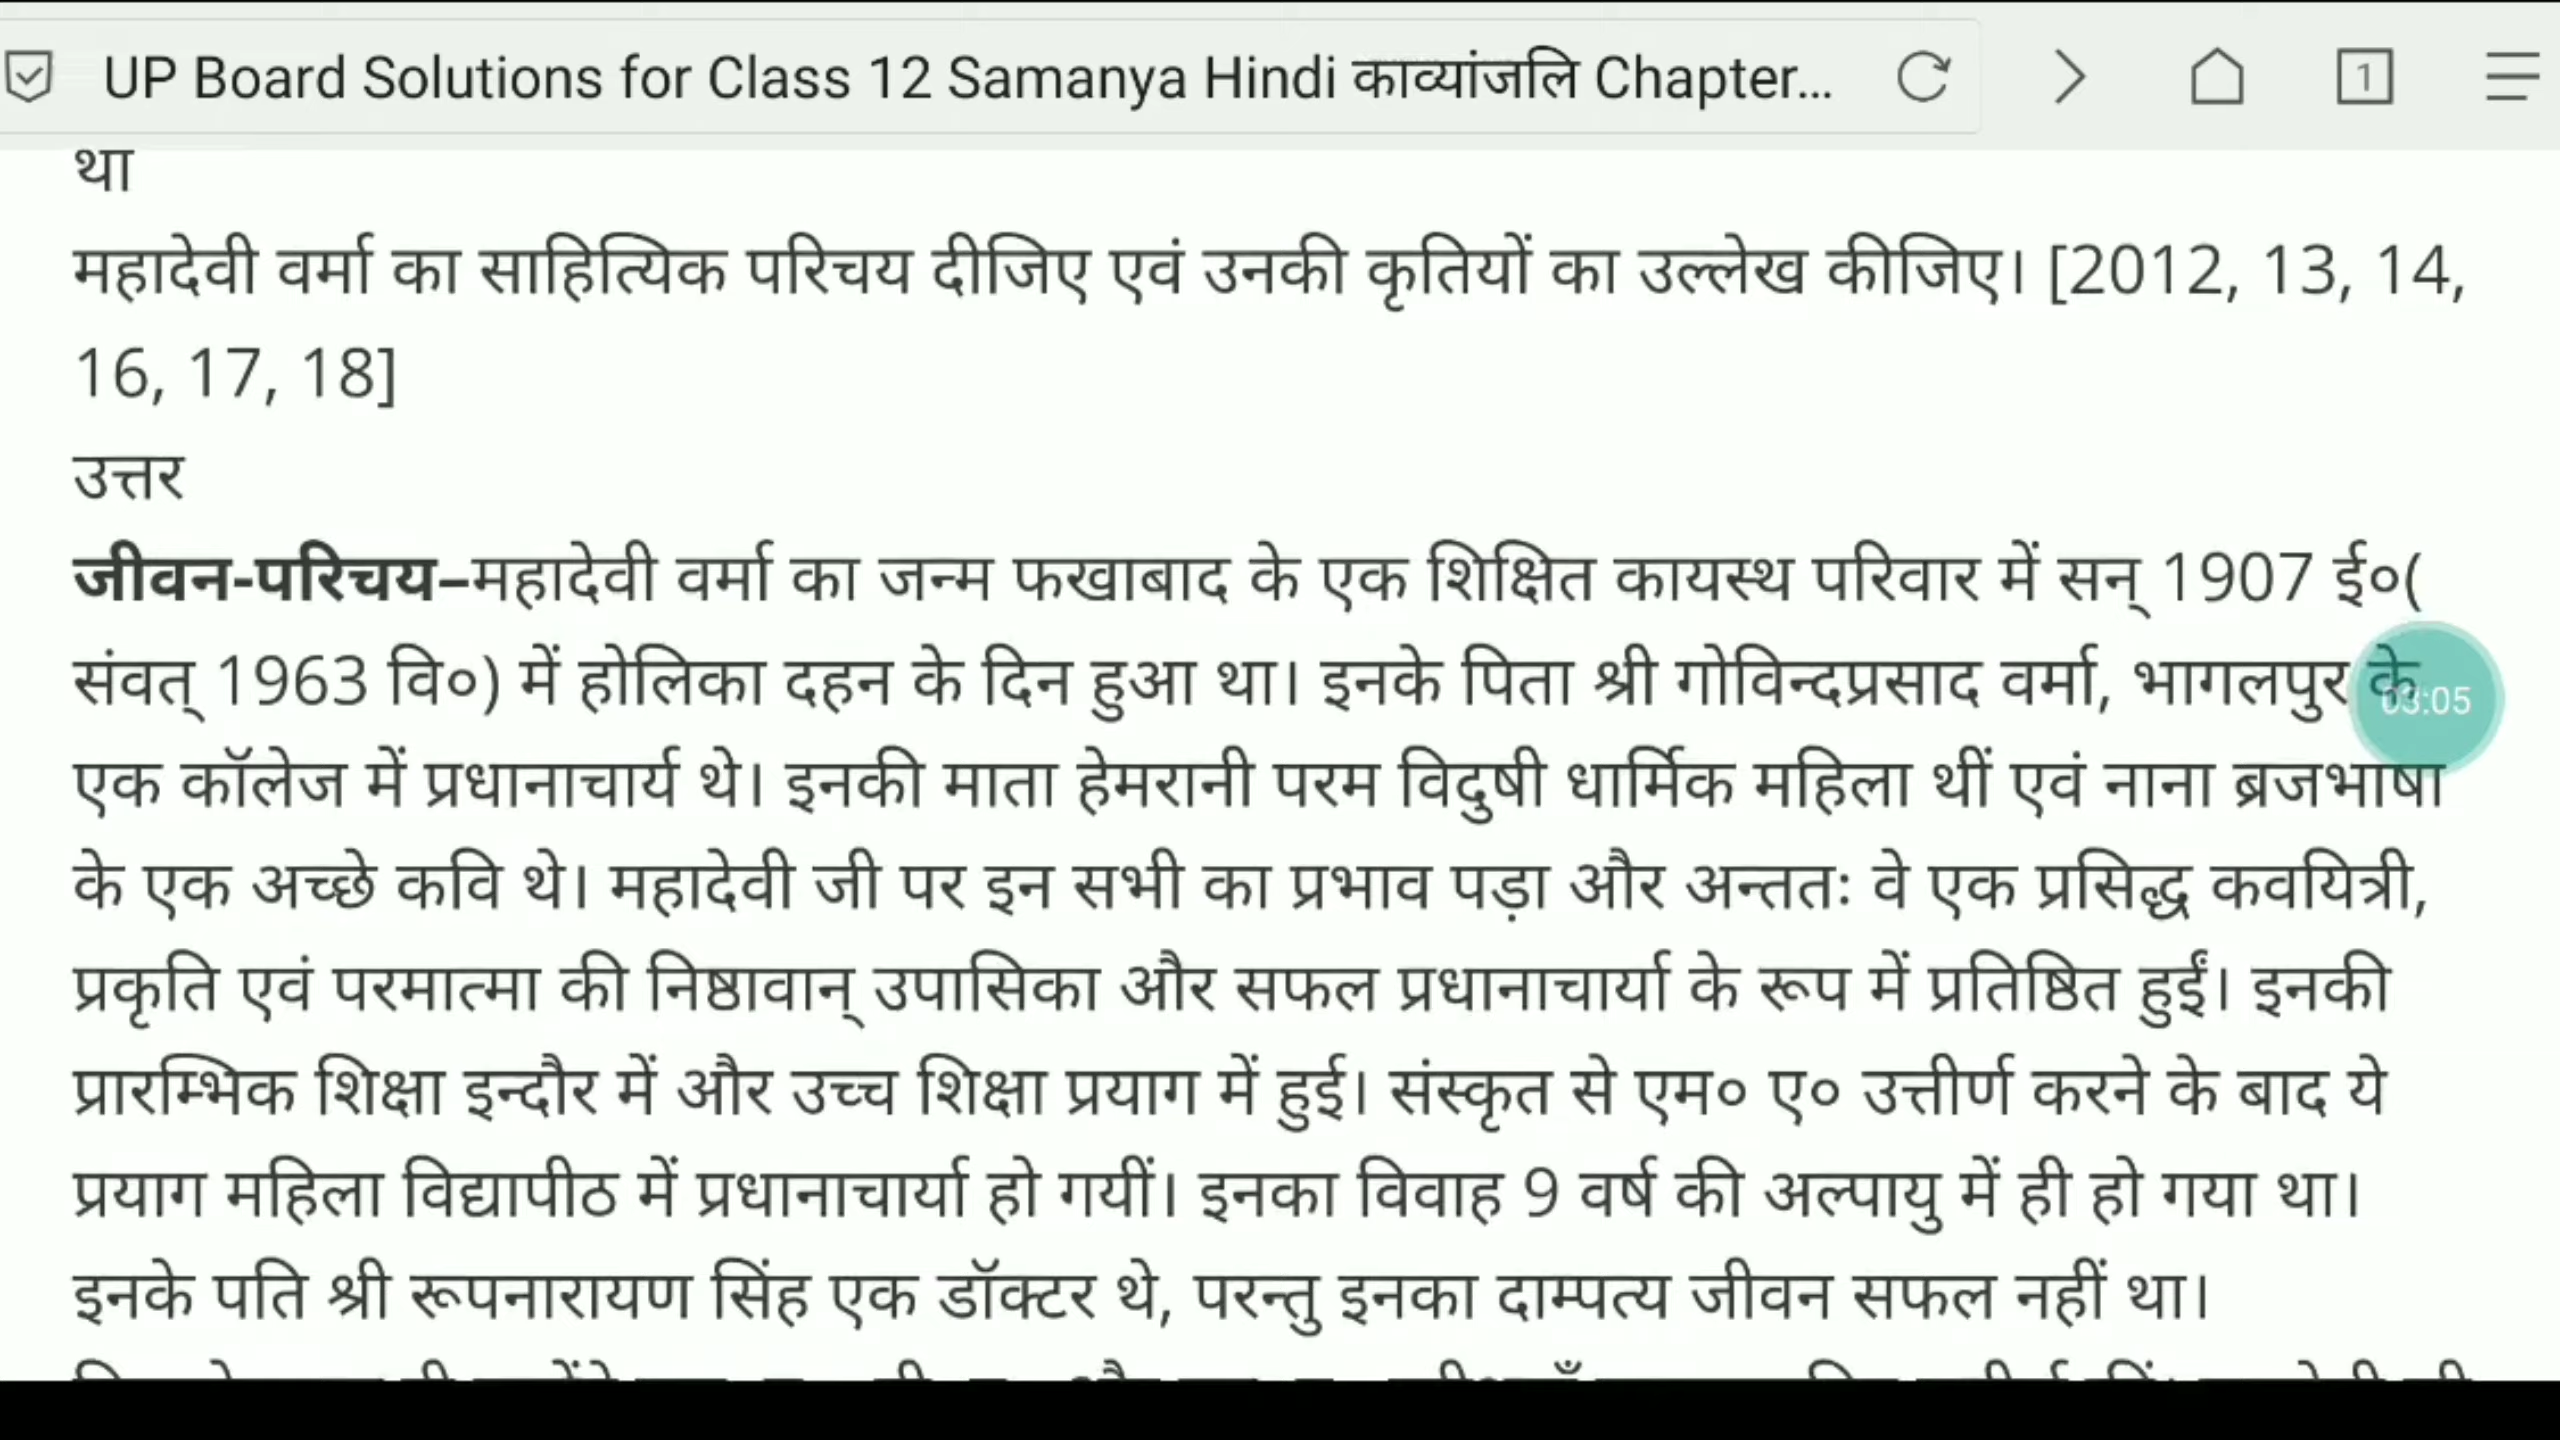 UP Board Solutions for Class 12 Samanya Hindi काव्यांजलि Chapter...
1
था
महादेवी वर्मा का साहित्यिक परिचय दीजिए एवं उनकी कृतियों का उल्लेख कीजिए। [2012, 13, 14,
16, 17, 18]
उत्तर
जीवन-परिचय–महादेवी वर्मा का जन्म फखाबाद के एक शिक्षित कायस्थ परिवार में सन् 1907 ई०(
संवत् 1963 वि०) में होलिका दहन के दिन हुआ था। इनके पिता श्री गोविन्दप्रसाद वर्मा, भागलपुर के
03:05
एक कॉलेज में प्रधानाचार्य थे। इनकी माता हेमरानी परम विदुषी धार्मिक महिला थीं एवं नाना ब्रजभाषा
के एक अच्छे कवि थे। महादेवी जी पर इन सभी का प्रभाव पड़ा और अन्ततः वे एक प्रसिद्ध कवयित्री,
प्रकृति एवं परमात्मा की निष्ठावान् उपासिका और सफल प्रधानाचार्या के रूप में प्रतिष्ठित हुईं। इनकी
प्रारम्भिक शिक्षा इन्दौर में और उच्च शिक्षा प्रयाग में हुई। संस्कृत से एम० ए० उत्तीर्ण करने के बाद ये
प्रयाग महिला विद्यापीठ में प्रधानाचार्या हो गयीं। इनका विवाह 9 वर्ष की अल्पायु में ही हो गया था।
इनके पति श्री रूपनारायण सिंह एक डॉक्टर थे, परन्तु इनका दाम्पत्य जीवन सफल नहीं था।